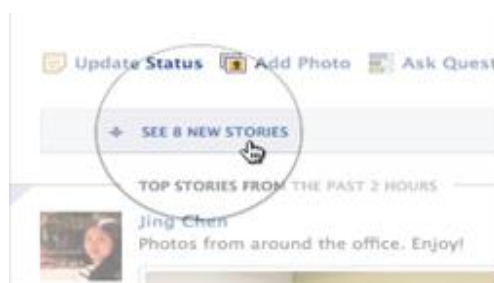 Update Status Add Photo Ask Quest
SEE 8 NEW STORIES
TOP STORIES FROM THE PAST 2 HOURS
Jing Chen
Photos from around the office. Enjoy!